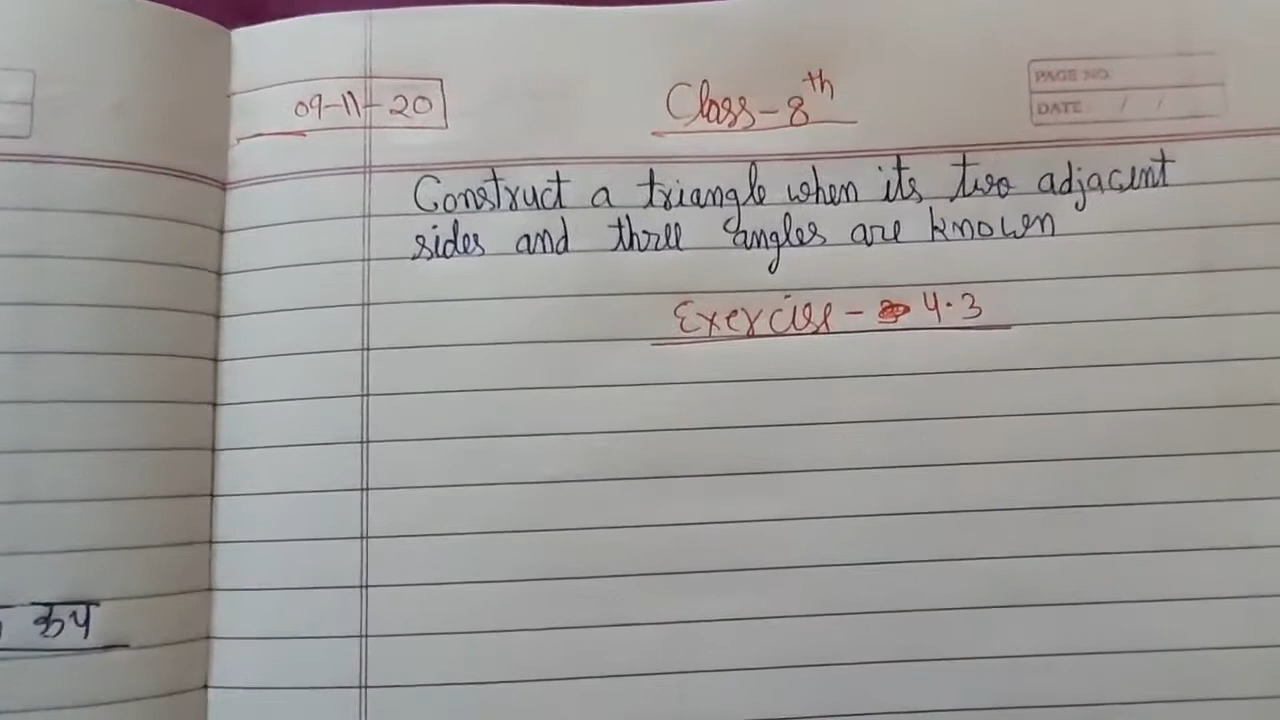 09-11-20
Class-8th
PAGE NO.
DATE / /
Construct a triangle when its two adjacent
sides and three angles are known
Exercise - 4.3
कप